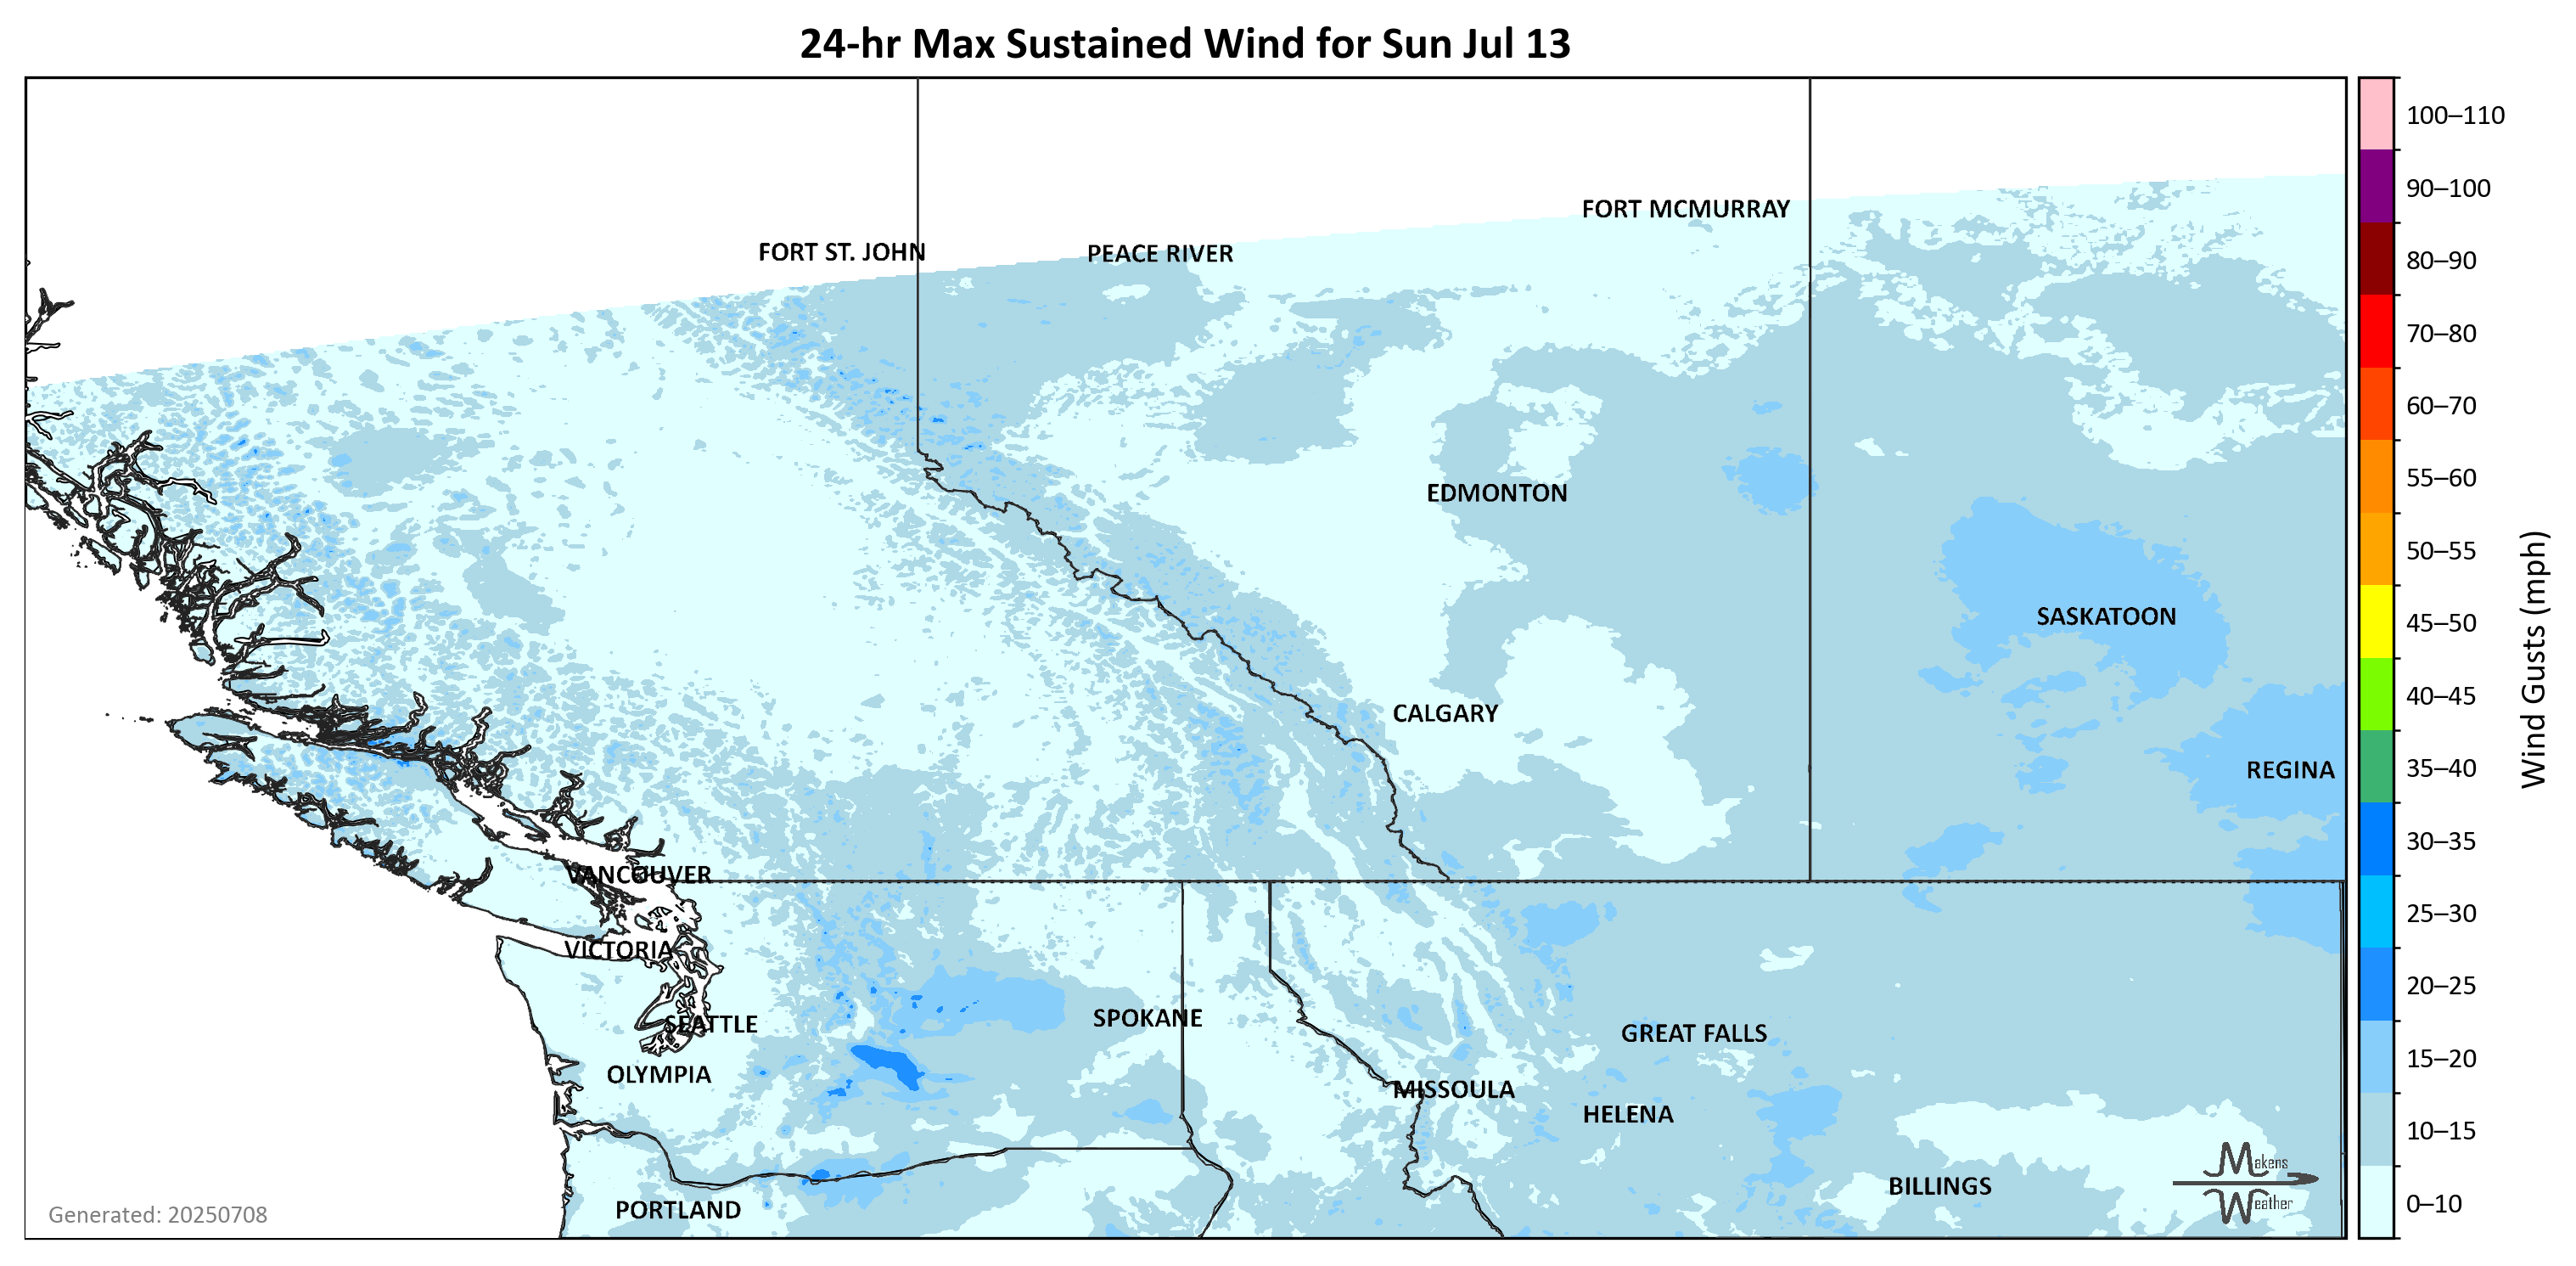 24-hr Max Sustained Wind for Sun Jul 13
100–110
90–100
80–90
70–80
60–70
55–60
50–55
45–50
40–45
35–40
30–35
25–30
20–25
15–20
10–15
0–10
Wind Gusts (mph)
FORT MCMURRAY
FORT ST. JOHN
PEACE RIVER
EDMONTON
SASKATOON
CALGARY
REGINA
VANCOUVER
VICTORIA
SPOKANE
SEATTLE
GREAT FALLS
OLYMPIA
MISSOULA
HELENA
BILLINGS
PORTLAND
Makens
Weather
Generated: 20250708